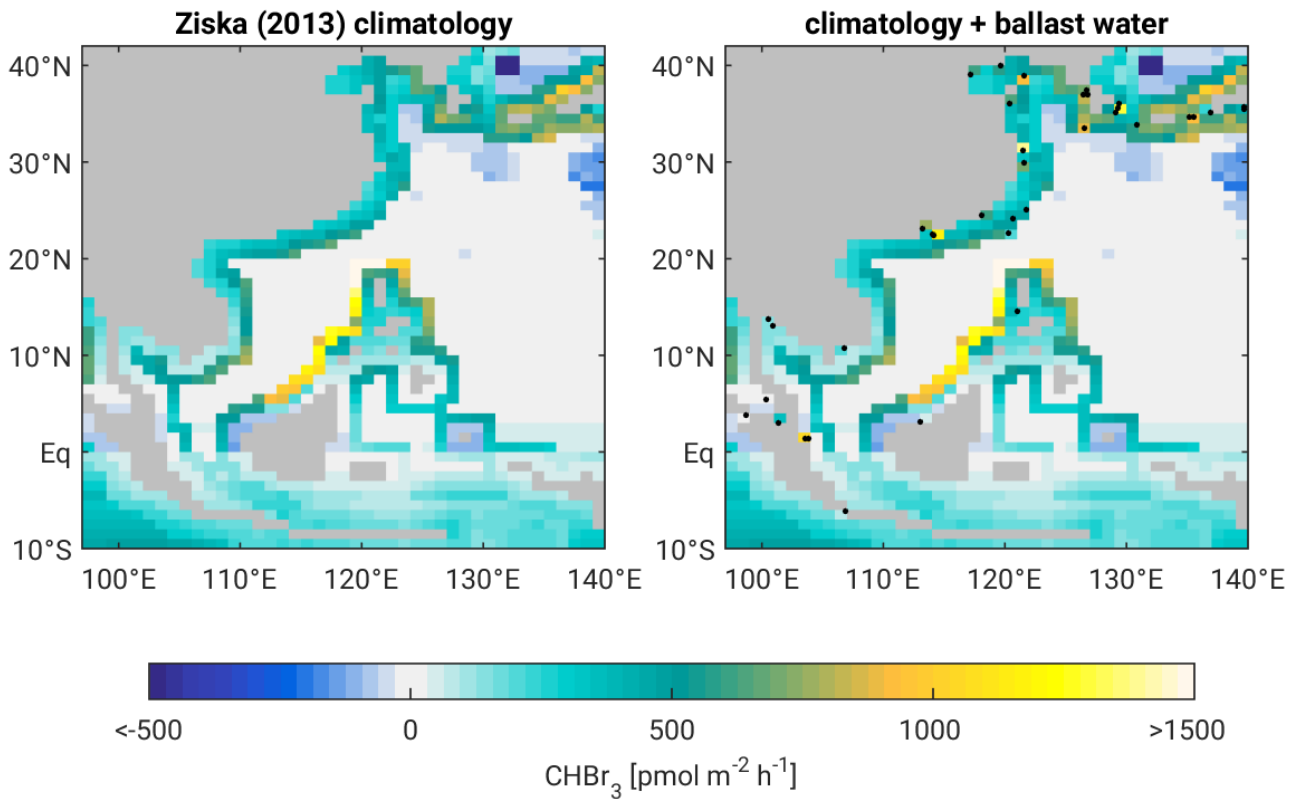 Ziska (2013) climatology
climatology + ballast water
40°N
30°N
20°N
10°N
Eq
10°S
100°E 110°E 120°E 130°E 140°E
40°N
30°N
20°N
10°N
Eq
10°S
100°E 110°E 120°E 130°E 140°E
<-500 0 500 1000 >1500
CHBr₃ [pmol m⁻² h⁻¹]